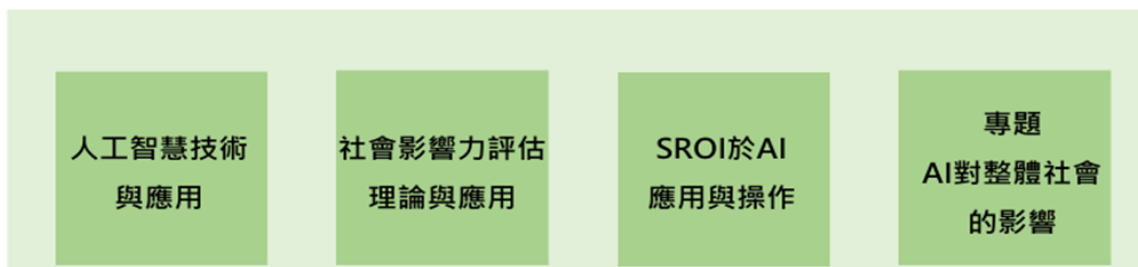 人工智慧技術
與應用
社會影響力評估
理論與應用
SROI於AI
應用與操作
專題
AI對整體社會
的影響